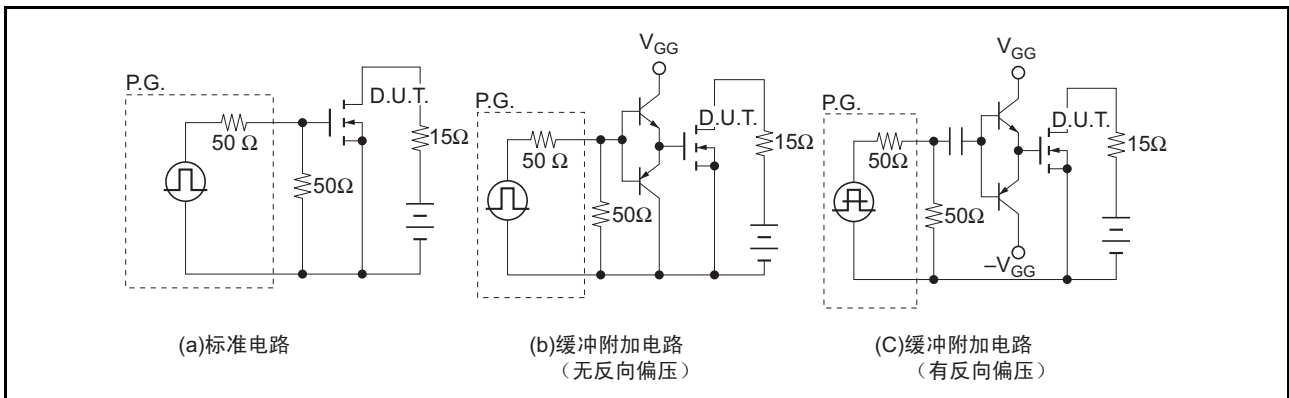 P.G.
50 Ω
50Ω
D.U.T.
15Ω
(a)标准电路
V_GG
P.G.
50 Ω
50Ω
D.U.T.
15Ω
(b)缓冲附加电路
（无反向偏压）
V_GG
P.G.
50Ω
50Ω
D.U.T.
15Ω
–V_GG
(C)缓冲附加电路
（有反向偏压）